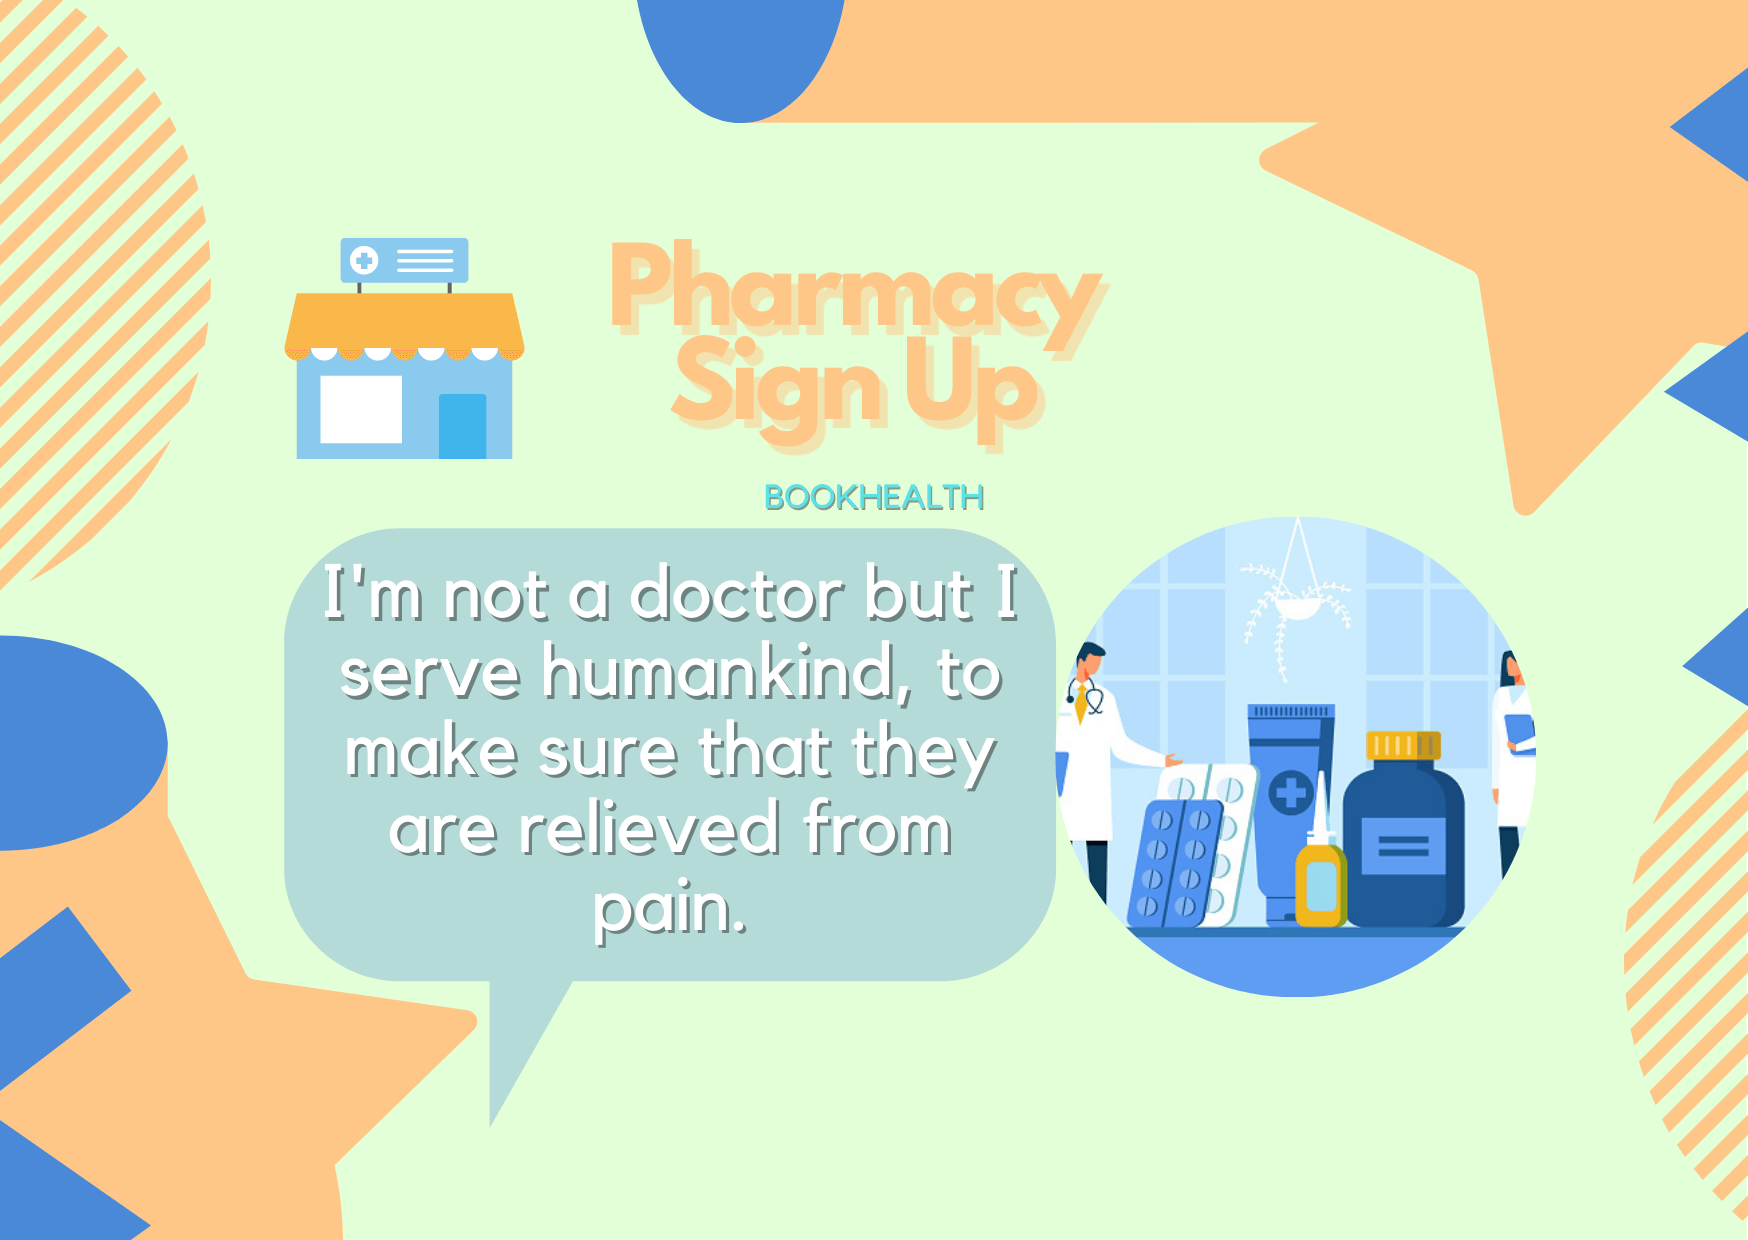 Pharmacy
Sign Up
BOOKHEALTH
I'm not a doctor but I
serve humankind, to
make sure that they
are relieved from
pain.